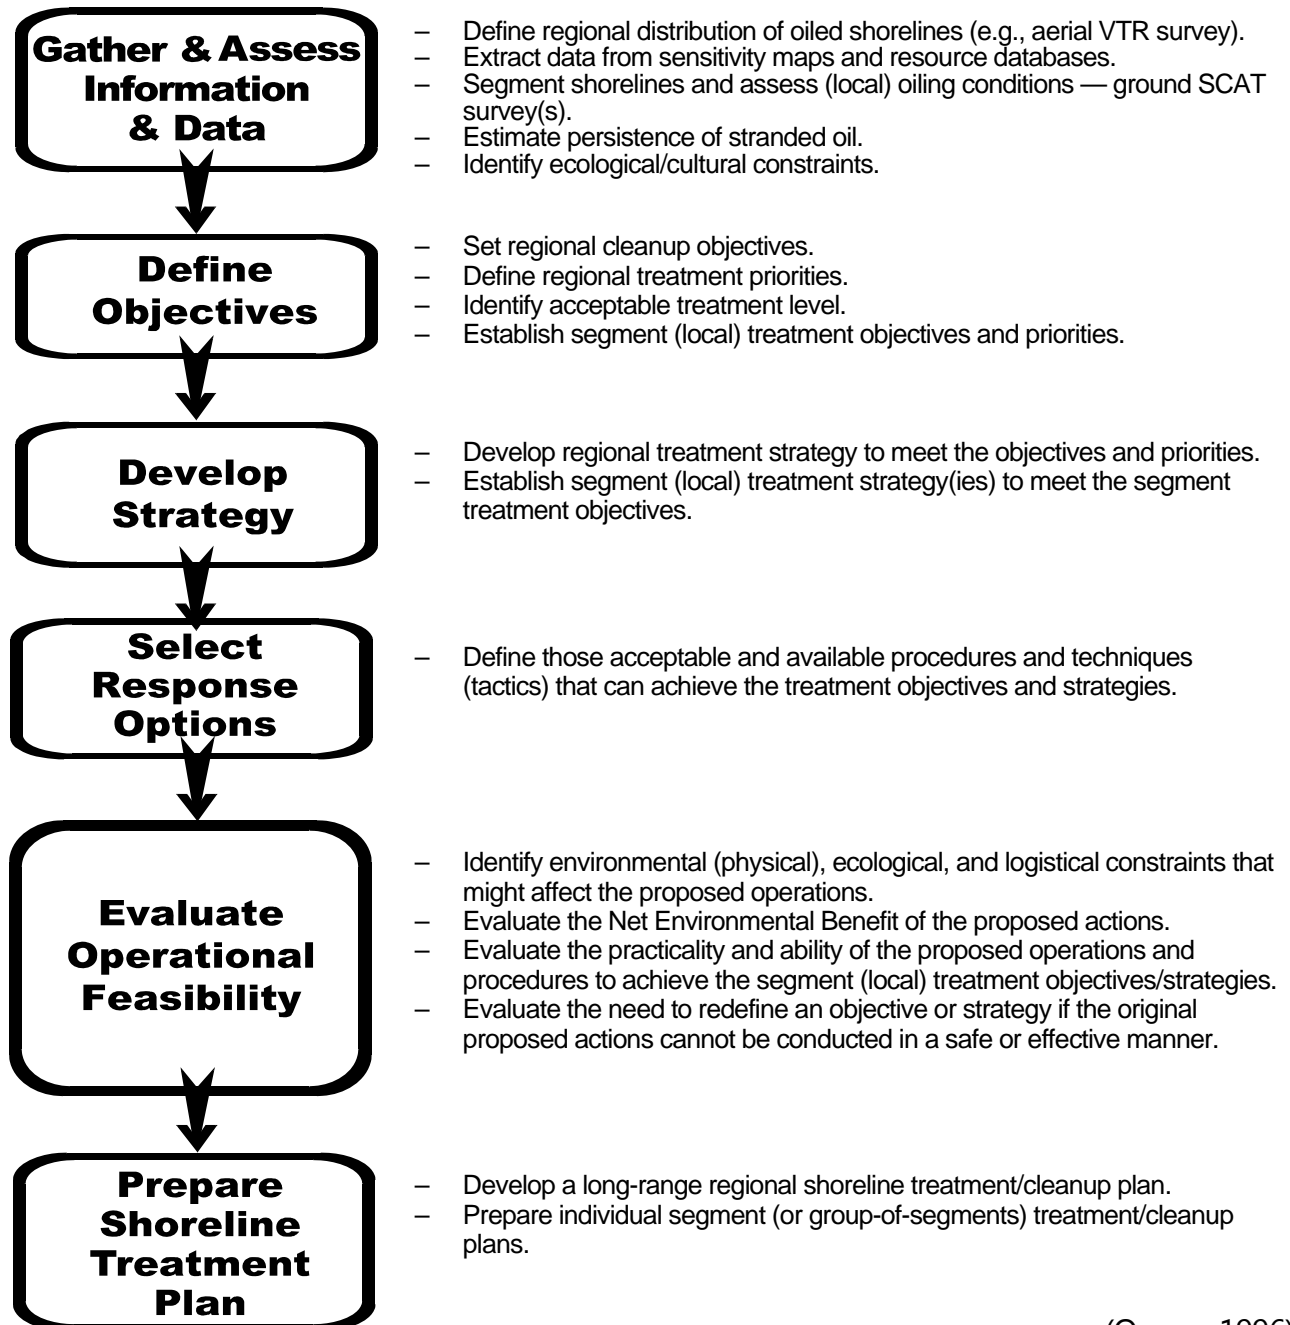 Gather & Assess
Information
& Data
– Define regional distribution of oiled shorelines (e.g., aerial VTR survey).
– Extract data from sensitivity maps and resource databases.
– Segment shorelines and assess (local) oiling conditions — ground SCAT
survey(s).
– Estimate persistence of stranded oil.
– Identify ecological/cultural constraints.
Define
Objectives
– Set regional cleanup objectives.
– Define regional treatment priorities.
– Identify acceptable treatment level.
– Establish segment (local) treatment objectives and priorities.
Develop
Strategy
– Develop regional treatment strategy to meet the objectives and priorities.
– Establish segment (local) treatment strategy(ies) to meet the segment
treatment objectives.
Select
Response
Options
– Define those acceptable and available procedures and techniques
(tactics) that can achieve the treatment objectives and strategies.
Evaluate
Operational
Feasibility
– Identify environmental (physical), ecological, and logistical constraints that
might affect the proposed operations.
– Evaluate the Net Environmental Benefit of the proposed actions.
– Evaluate the practicality and ability of the proposed operations and
procedures to achieve the segment (local) treatment objectives/strategies.
– Evaluate the need to redefine an objective or strategy if the original
proposed actions cannot be conducted in a safe or effective manner.
Prepare
Shoreline
Treatment
Plan
– Develop a long-range regional shoreline treatment/cleanup plan.
– Prepare individual segment (or group-of-segments) treatment/cleanup
plans.